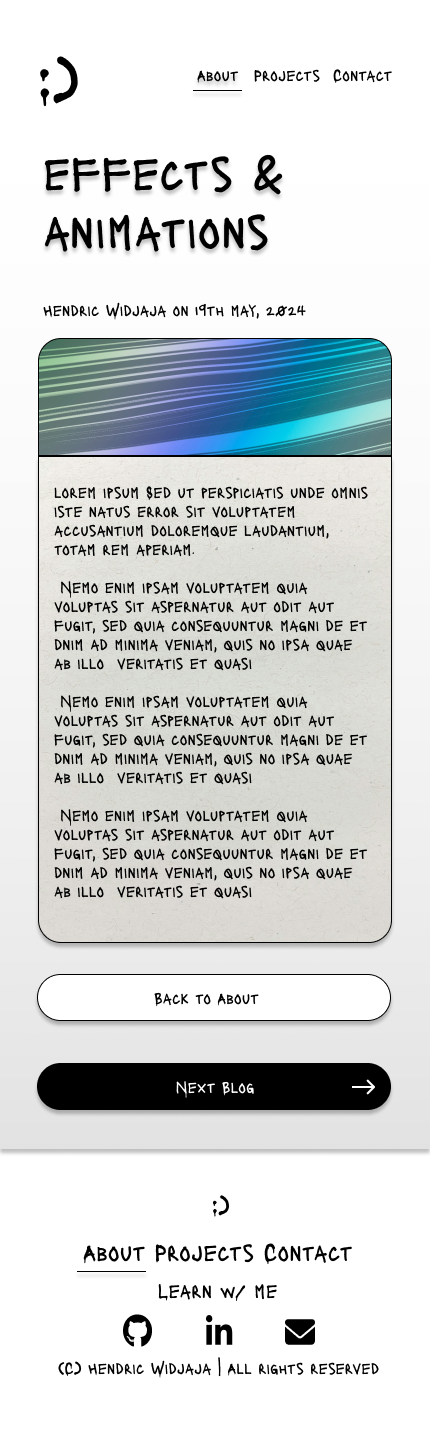 About Projects Contact
EFFECTS &
ANIMATIONS
Hendric Widjaja on 19th May, 2024
Lorem ipsum Sed ut perspiciatis unde omnis
iste natus error sit voluptatem
accusantium doloremque laudantium,
totam rem aperiam.
Nemo enim ipsam voluptatem quia
voluptas sit aspernatur aut odit aut
fugit, sed quia consequuntur magni de et
dnim ad minima veniam, quis no ipsa quae
ab illo veritatis et quasi
Nemo enim ipsam voluptatem quia
voluptas sit aspernatur aut odit aut
fugit, sed quia consequuntur magni de et
dnim ad minima veniam, quis no ipsa quae
ab illo veritatis et quasi
Nemo enim ipsam voluptatem quia
voluptas sit aspernatur aut odit aut
fugit, sed quia consequuntur magni de et
dnim ad minima veniam, quis no ipsa quae
ab illo veritatis et quasi
Back to About
Next Blog
About Projects Contact
Learn w/ me
(C) Hendric Widjaja | All rights reserved